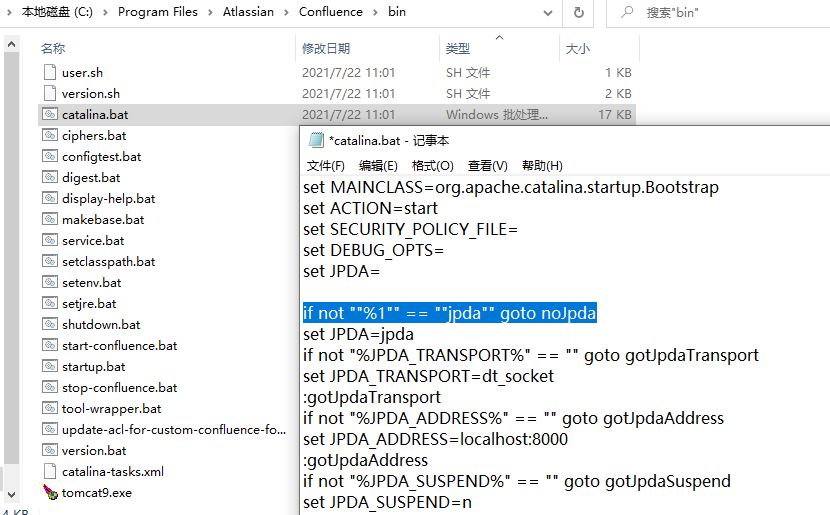 本地磁盘 (C:) > Program Files > Atlassian > Confluence > bin
搜索"bin"
名称 修改日期 类型 大小
user.sh 2021/7/22 11:01 SH 文件 1 KB
version.sh 2021/7/22 11:01 SH 文件 2 KB
catalina.bat 2021/7/22 11:01 Windows 批处理... 17 KB
ciphers.bat
configtest.bat
digest.bat
display-help.bat
makebase.bat
service.bat
setclasspath.bat
setenv.bat
setjre.bat
shutdown.bat
start-confluence.bat
startup.bat
stop-confluence.bat
tool-wrapper.bat
update-acl-for-custom-confluence-fo...
version.bat
catalina-tasks.xml
tomcat9.exe
4 KB
*catalina.bat - 记事本
文件(F) 编辑(E) 格式(O) 查看(V) 帮助(H)
set MAINCLASS=org.apache.catalina.startup.Bootstrap
set ACTION=start
set SECURITY_POLICY_FILE=
set DEBUG_OPTS=
set JPDA=
if not ""%1"" == ""jpda"" goto noJpda
set JPDA=jpda
if not "%JPDA_TRANSPORT%" == "" goto gotJpdaTransport
set JPDA_TRANSPORT=dt_socket
:gotJpdaTransport
if not "%JPDA_ADDRESS%" == "" goto gotJpdaAddress
set JPDA_ADDRESS=localhost:8000
:gotJpdaAddress
if not "%JPDA_SUSPEND%" == "" goto gotJpdaSuspend
set JPDA_SUSPEND=n